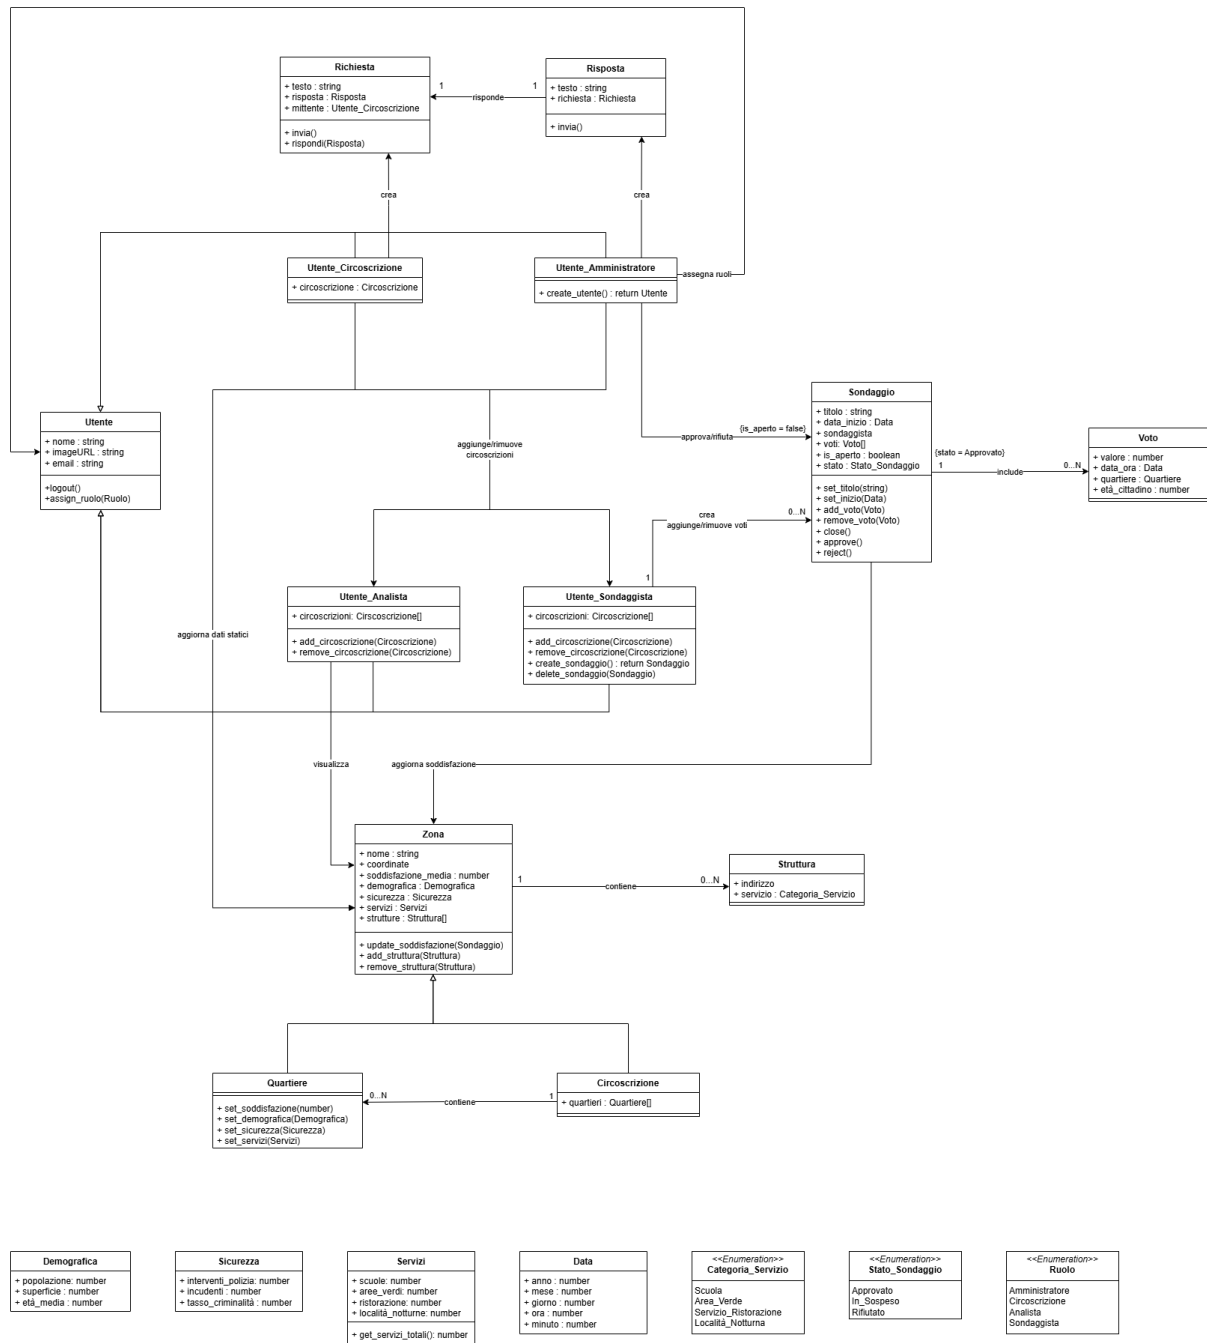 Richiesta
+ testo : string
+ risposta : Risposta
+ mittente : Utente_Circoscrizione
+ invia()
+ rispondi(Risposta)
1
risponde
1
Risposta
+ testo : string
+ richiesta : Richiesta
+ invia()
crea
crea
Utente_Circoscrizione
+ circoscrizione : Circoscrizione
Utente_Amministratore
+ create_utente() : return Utente
assegna ruoli
Utente
+ nome : string
+ imageURL : string
+ email : string
+logout()
+assign_ruolo(Ruolo)
aggiunge/rimuove
circoscrizioni
approva/rifiuta
{is_aperto = false}
Sondaggio
+ titolo : string
+ data_inizio : Data
+ sondaggista
+ voti: Voto[]
+ is_aperto : boolean
+ stato : Stato_Sondaggio
+ set_titolo(string)
+ set_inizio(Data)
+ add_voto(Voto)
+ remove_voto(Voto)
+ close()
+ approve()
+ reject()
{stato = Approvato}
1
include
0...N
Voto
+ valore : number
+ data_ora : Data
+ quartiere : Quartiere
+ età_cittadino : number
crea
aggiunge/rimuove voti
0...N
1
Utente_Analista
+ circoscrizioni: Cirscoscrizione[]
+ add_circoscrizione(Circoscrizione)
+ remove_circoscrizione(Circoscrizione)
Utente_Sondaggista
+ circoscrizioni: Circoscrizione[]
+ add_circoscrizione(Circoscrizione)
+ remove_circoscrizione(Circoscrizione)
+ create_sondaggio() : return Sondaggio
+ delete_sondaggio(Sondaggio)
aggiorna dati statici
visualizza
aggiorna soddisfazione
Zona
+ nome : string
+ coordinate
+ soddisfazione_media : number
+ demografica : Demografica
+ sicurezza : Sicurezza
+ servizi : Servizi
+ strutture : Struttura[]
+ update_soddisfazione(Sondaggio)
+ add_struttura(Struttura)
+ remove_struttura(Struttura)
1
contiene
0...N
Struttura
+ indirizzo
+ servizio : Categoria_Servizio
Quartiere
+ set_soddisfazione(number)
+ set_demografica(Demografica)
+ set_sicurezza(Sicurezza)
+ set_servizi(Servizi)
0...N
contiene
1
Circoscrizione
+ quartieri : Quartiere[]
Demografica
+ popolazione: number
+ superficie : number
+ età_media : number
Sicurezza
+ interventi_polizia: number
+ incudenti : number
+ tasso_criminalità : number
Servizi
+ scuole: number
+ aree_verdi: number
+ ristorazione: number
+ località_notturne: number
+ get_servizi_totali(): number
Data
+ anno : number
+ mese : number
+ giorno : number
+ ora : number
+ minuto : number
<<Enumeration>>
Categoria_Servizio
Scuola
Area_Verde
Servizio_Ristorazione
Località_Notturna
<<Enumeration>>
Stato_Sondaggio
Approvato
In_Sospeso
Rifiutato
<<Enumeration>>
Ruolo
Amministratore
Circoscrizione
Analista
Sondaggista